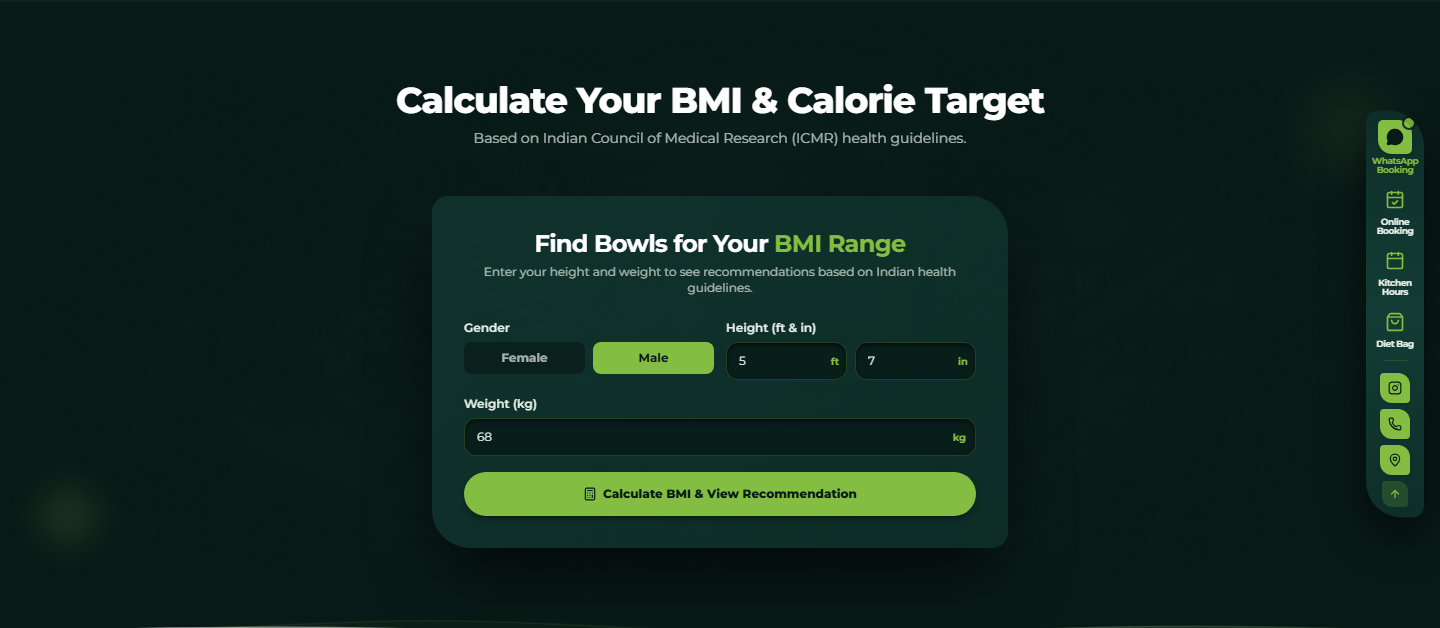 Calculate Your BMI & Calorie Target
Based on Indian Council of Medical Research (ICMR) health guidelines.
Find Bowls for Your BMI Range
Enter your height and weight to see recommendations based on Indian health
guidelines.
Gender
Female
Male
Height (ft & in)
5
ft
7
in
Weight (kg)
68
kg
Calculate BMI & View Recommendation
WhatsApp
Booking
Online
Booking
Kitchen
Hours
Diet Bag